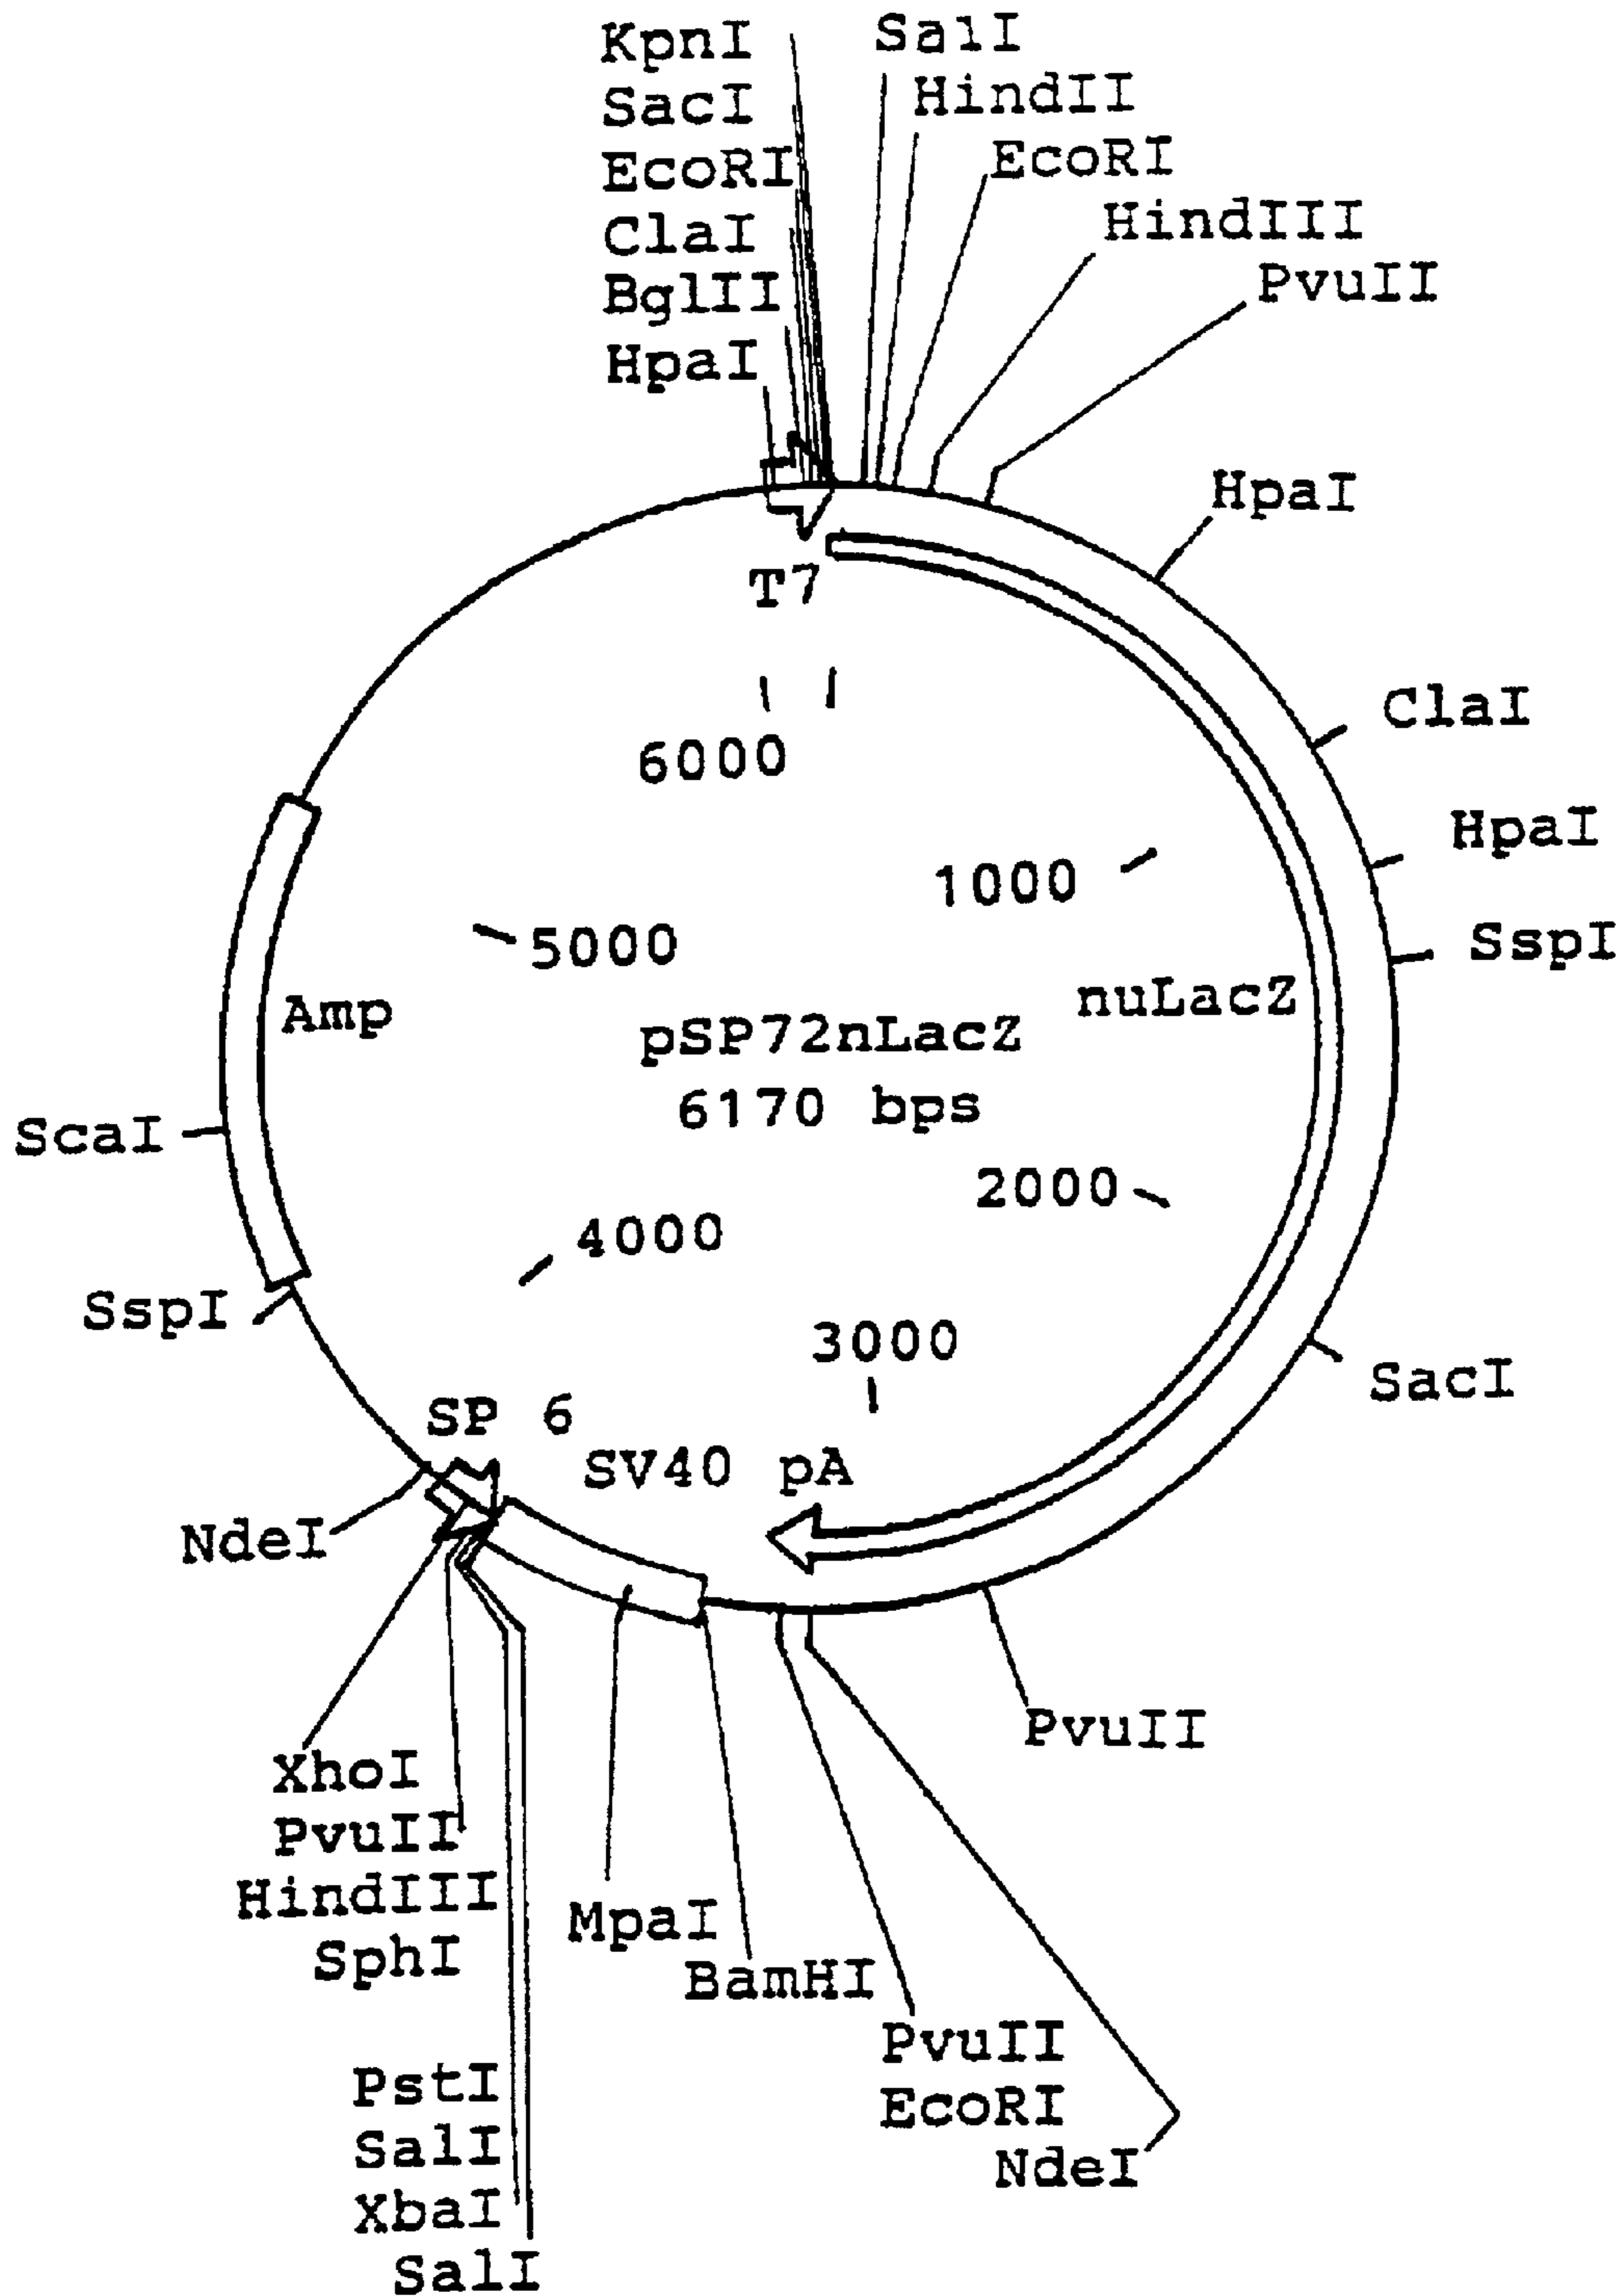 KpnI
SalI
SacI
HindII
EcoRI
EcoRI
ClaI
HindIII
BglII
PvuII
HpaI
HpaI
T7
ClaI
6000
HpaI
1000
SspI
5000
nuLacZ
Amp
pSP72nLacZ
6170 bps
ScaI
2000
4000
SspI
3000
SacI
SP 6
SV40 pA
NdeI
PvuII
XhoI
PvuII
HindIII
MpaI
SphI
BamHI
PvuII
PstI
EcoRI
SalI
NdeI
XbaI
SalI